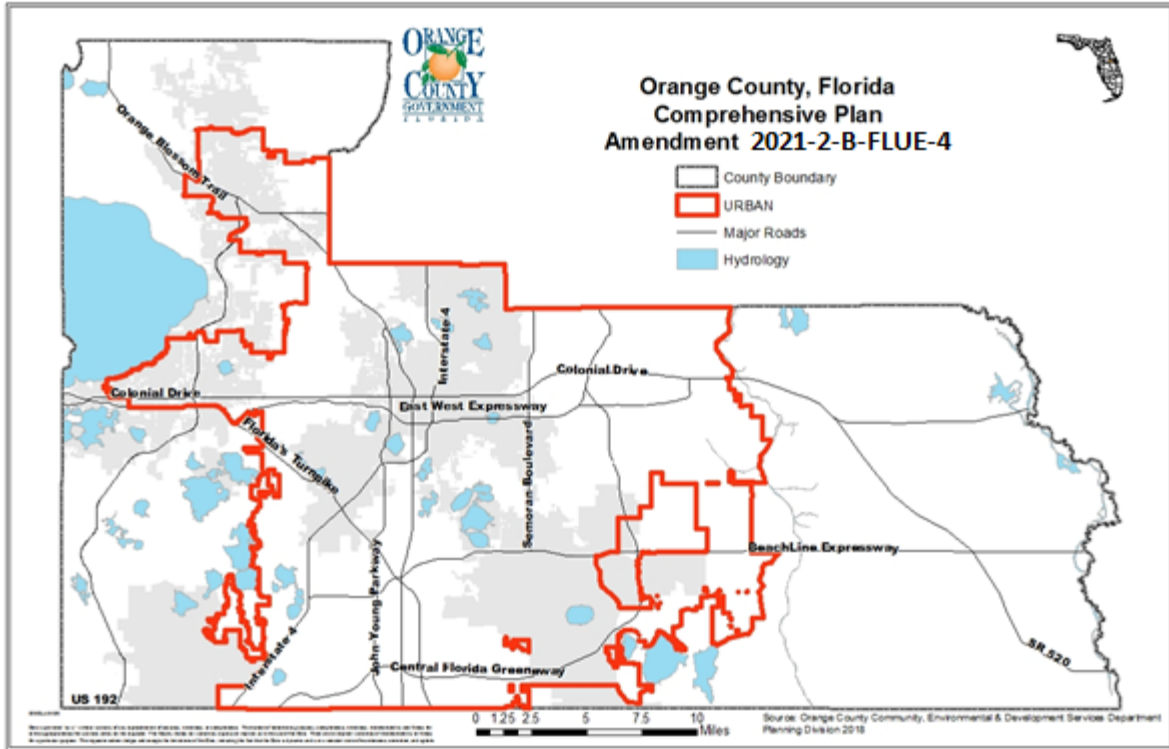 ORANGE
COUNTY
GOVERNMENT
FLORIDA
Orange County, Florida
Comprehensive Plan
Amendment 2021-2-B-FLUE-4
County Boundary
URBAN
Major Roads
Hydrology
Orange Blossom Trail
Interstate 4
Colonial Drive
Colonial Drive
East West Expressway
Florida's Turnpike
Semoran Boulevard
BeachLine Expressway
John Young Parkway
Interstate 4
Central Florida Greeneway
SR 520
US 192
0 1.25 2.5 5 7.5 10
Miles
Source: Orange County Community, Environmental & Development Services Department
Planning Division 2018